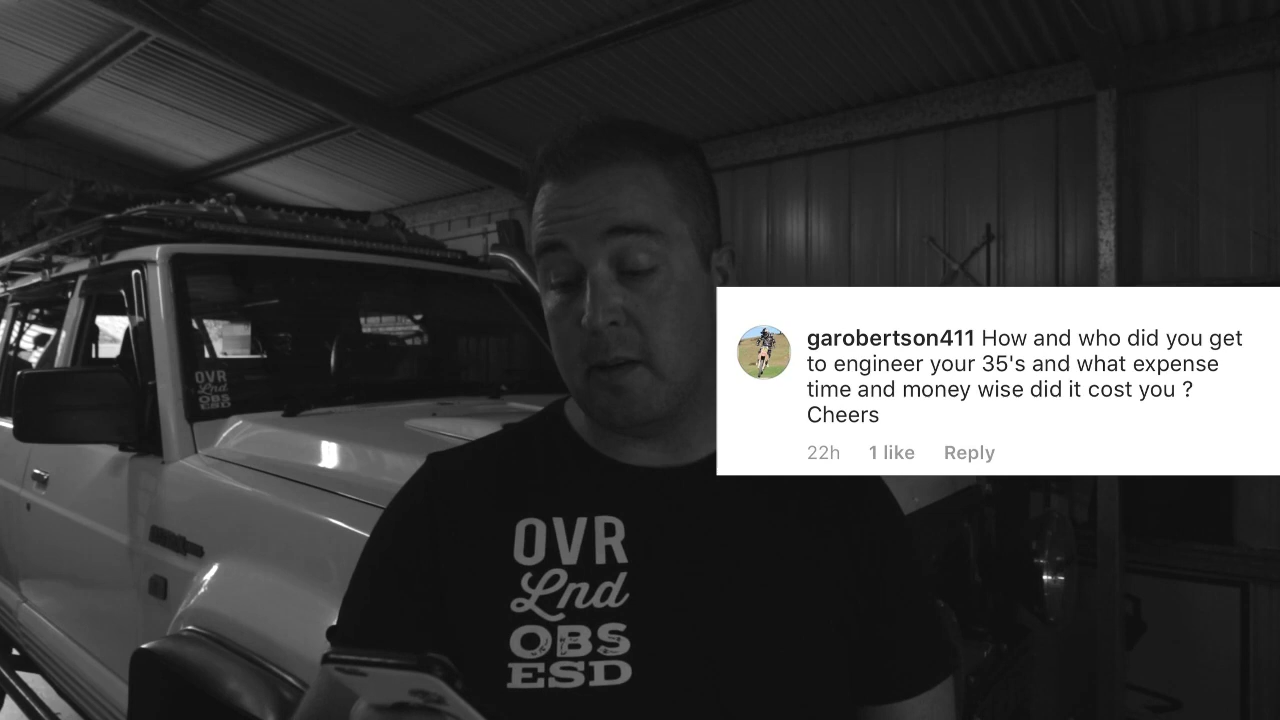 OVR
Lnd
OBS
ESD
garobertson411 How and who did you get
to engineer your 35's and what expense
time and money wise did it cost you ?
Cheers
22h 1 like Reply
OVR
Lnd
OBS
ESD